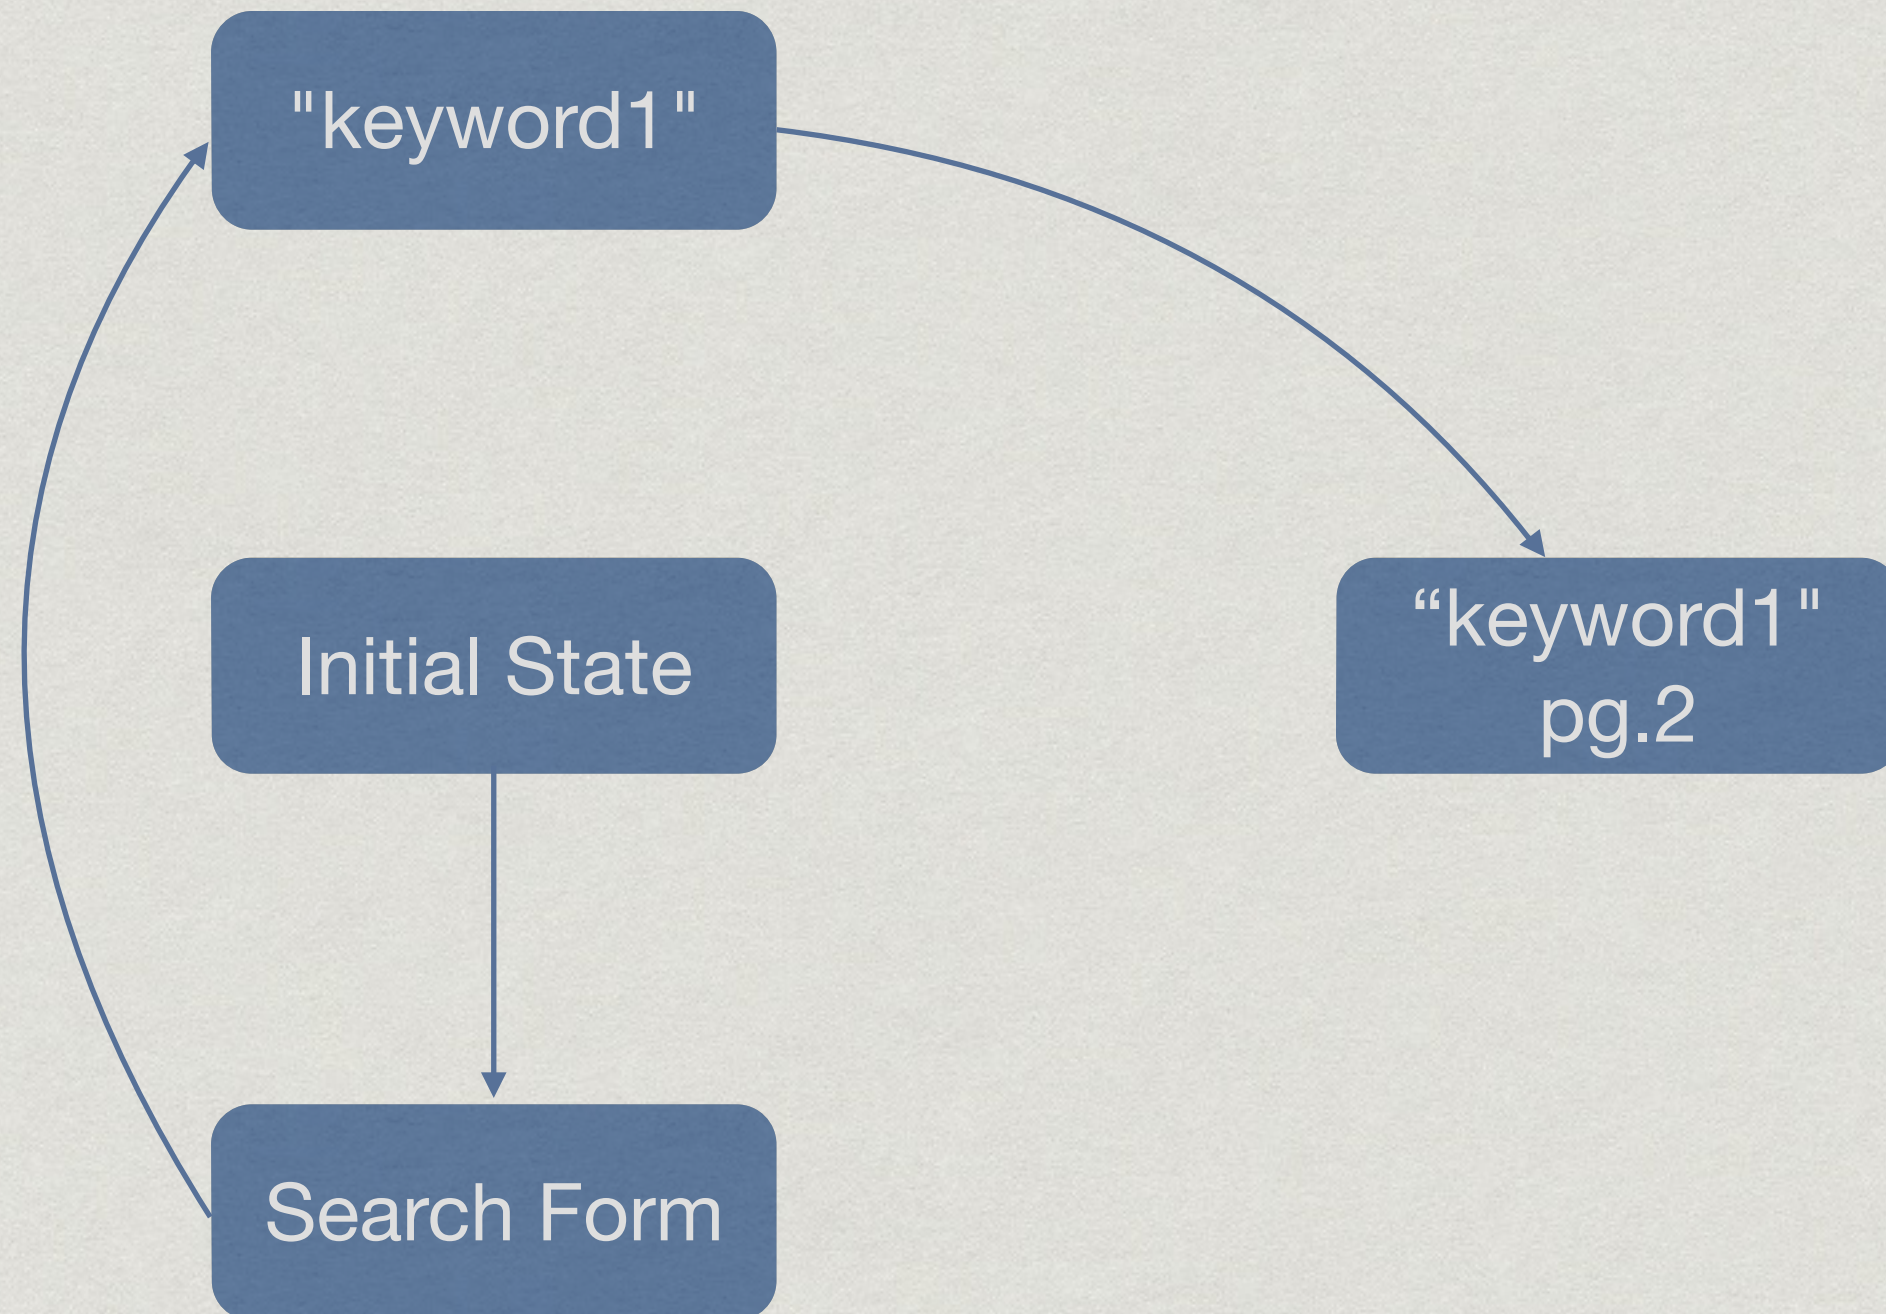 "keyword1"
Initial State
“keyword1"
pg.2
Search Form